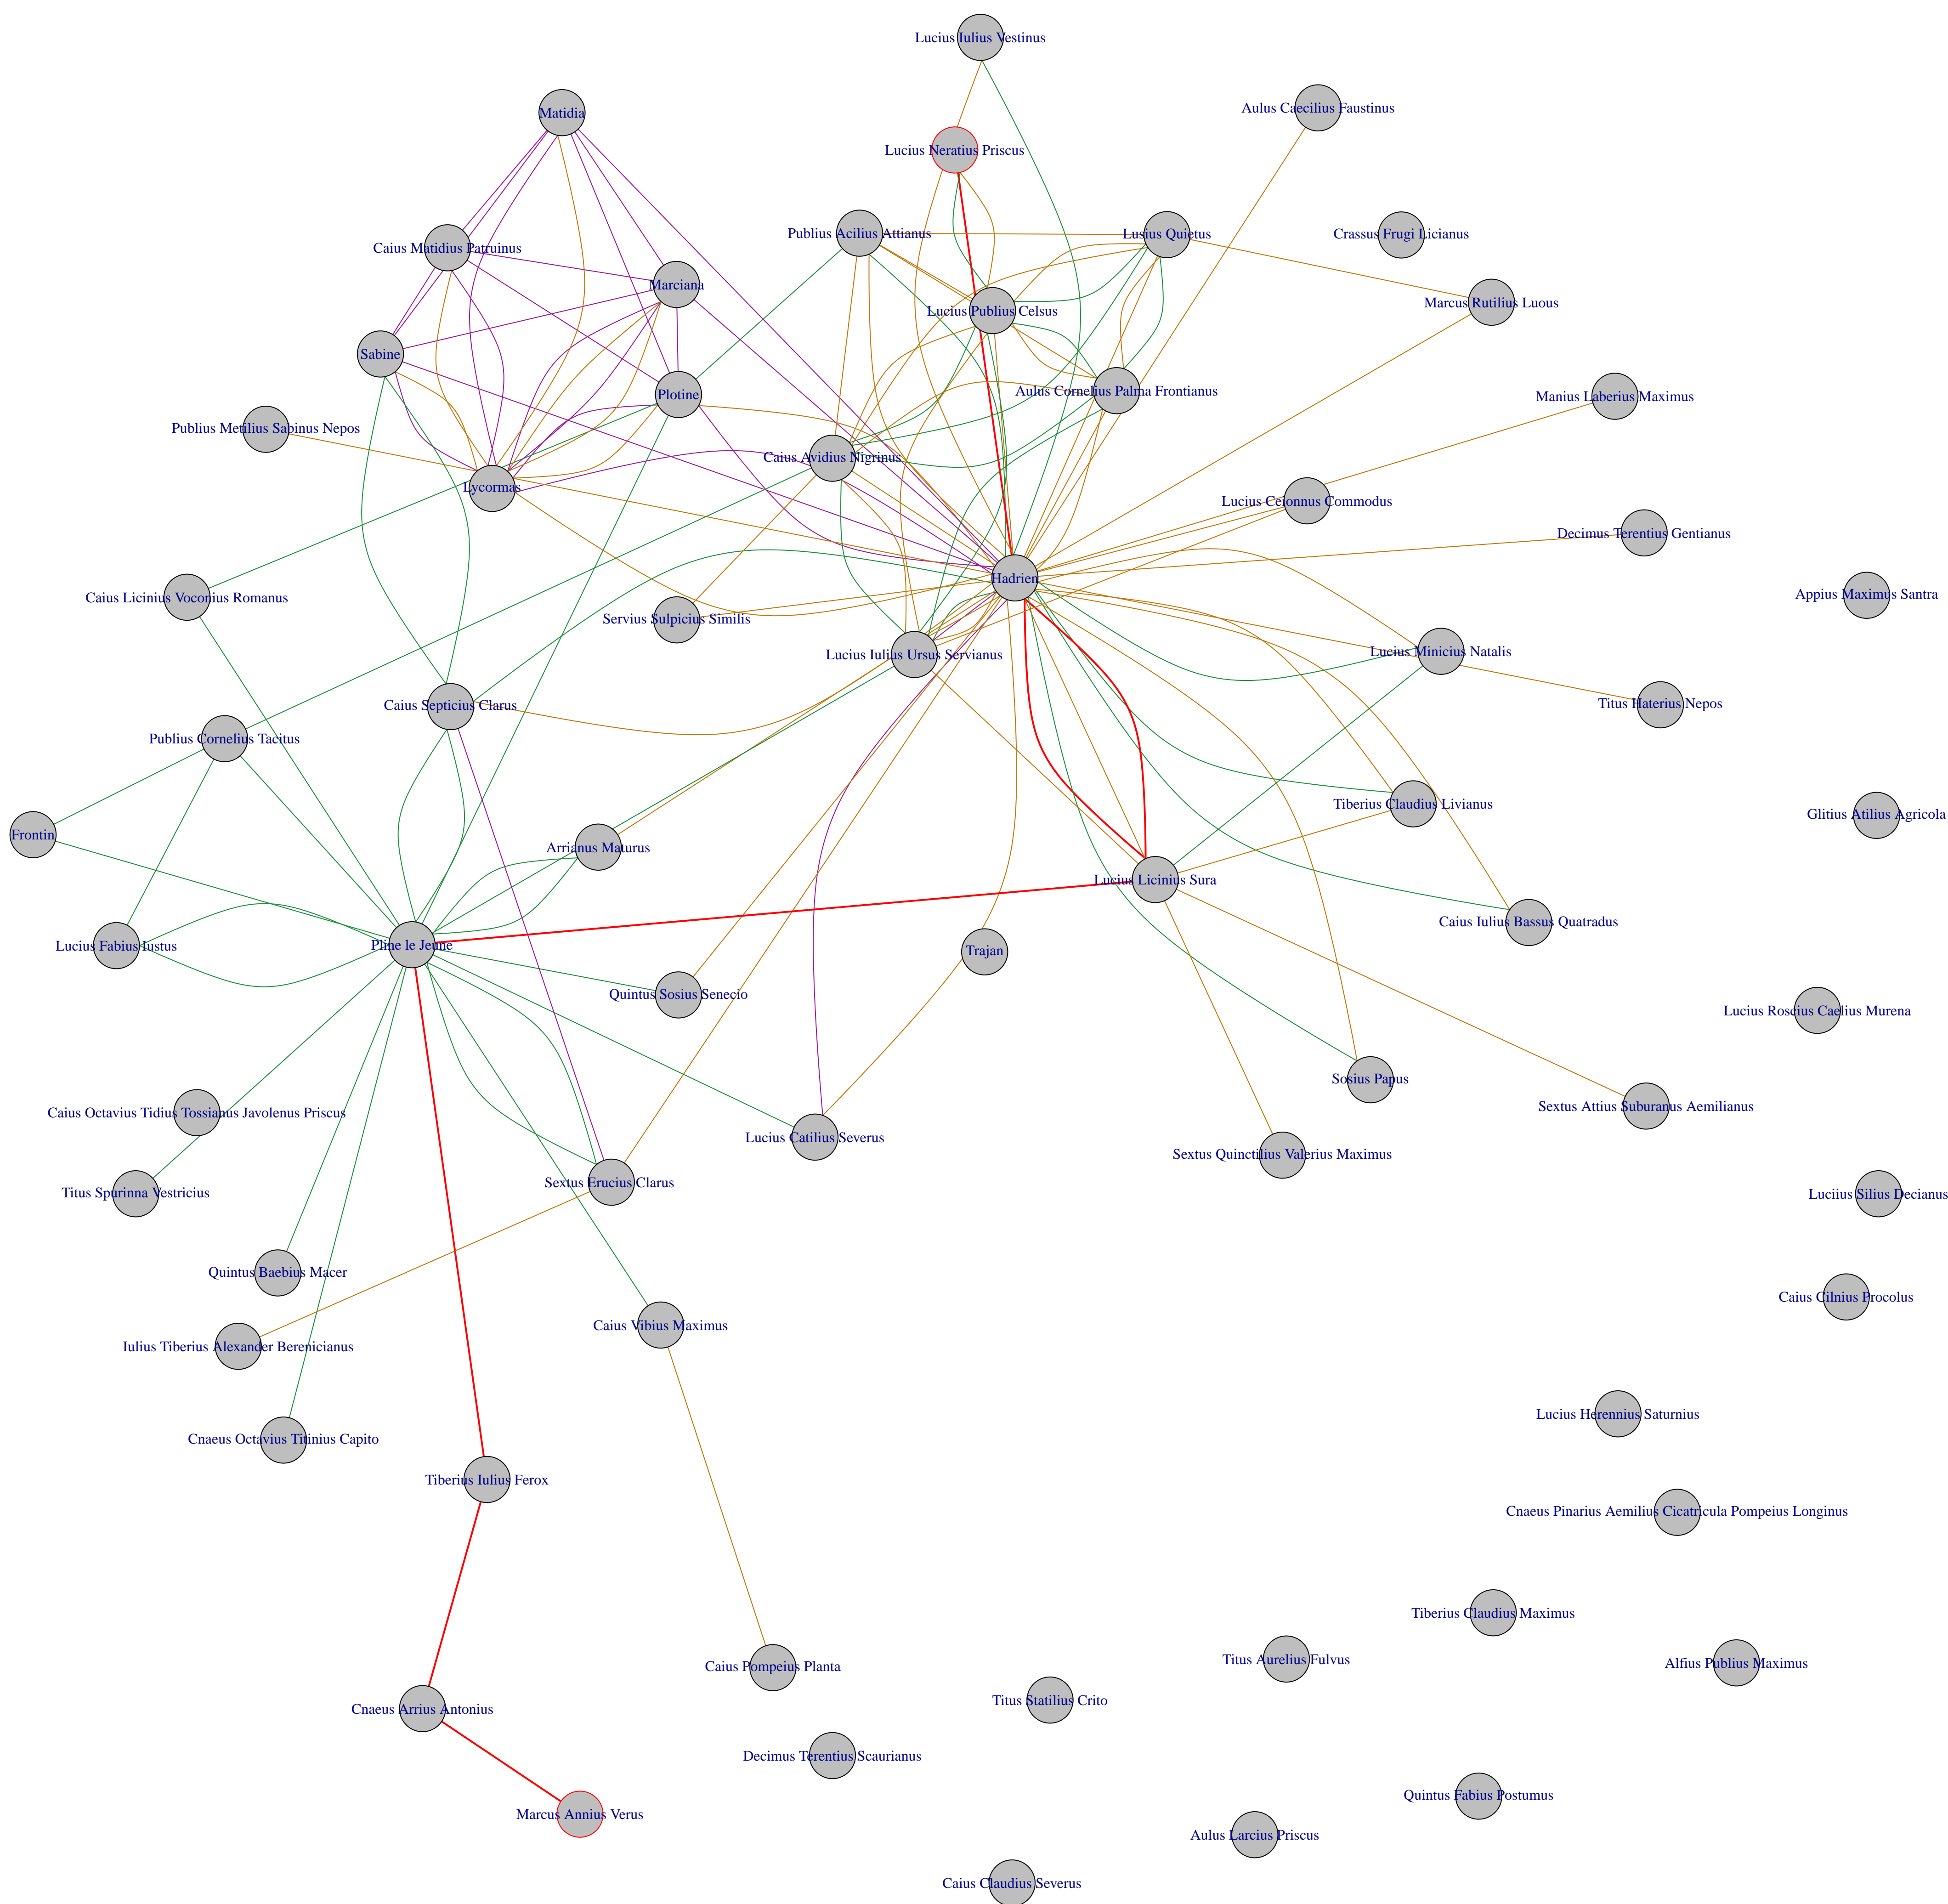 Lucius Iulius Vestinus
Matidia
Aulus Caecilius Faustinus
Lucius Neratius Priscus
Publius Acilius Attianus
Lusius Quietus
Crassus Frugi Licianus
Caius Matidius Patruinus
Marciana
Marcus Rutilius Luous
Lucius Publius Celsus
Sabine
Plotine
Aulus Cornelius Palma Frontianus
Manius Laberius Maximus
Publius Metilius Sabinus Nepos
Caius Avidius Nigrinus
Lycormas
Lucius Ceionnus Commodus
Decimus Terentius Gentianus
Hadrien
Caius Licinius Voconius Romanus
Appius Maximus Santra
Servius Sulpicius Similis
Lucius Iulius Ursus Servianus
Lucius Minicius Natalis
Caius Septicius Clarus
Titus Haterius Nepos
Publius Cornelius Tacitus
Tiberius Claudius Livianus
Glitius Atilius Agricola
Frontin
Arrianus Maturus
Lucius Licinius Sura
Caius Iulius Bassus Quatradus
Lucius Fabius Iustus
Pline le Jeune
Trajan
Quintus Sosius Senecio
Lucius Roscius Caelius Murena
Sosius Papus
Sextus Attius Suburanus Aemilianus
Caius Octavius Tidius Tossianus Javolenus Priscus
Lucius Catilius Severus
Sextus Quinctilius Valerius Maximus
Sextus Erucius Clarus
Titus Spurinna Vestricius
Luciius Silius Decianus
Quintus Baebius Macer
Caius Cilnius Procolus
Caius Vibius Maximus
Iulius Tiberius Alexander Berenicianus
Lucius Herennius Saturnius
Cnaeus Octavius Titinius Capito
Tiberius Iulius Ferox
Cnaeus Pinarius Aemilius Cicatricula Pompeius Longinus
Tiberius Claudius Maximus
Titus Aurelius Fulvus
Alfius Publius Maximus
Caius Pompeius Planta
Titus Statilius Crito
Cnaeus Arrius Antonius
Decimus Terentius Scaurianus
Quintus Fabius Postumus
Marcus Annius Verus
Aulus Larcius Priscus
Caius Claudius Severus